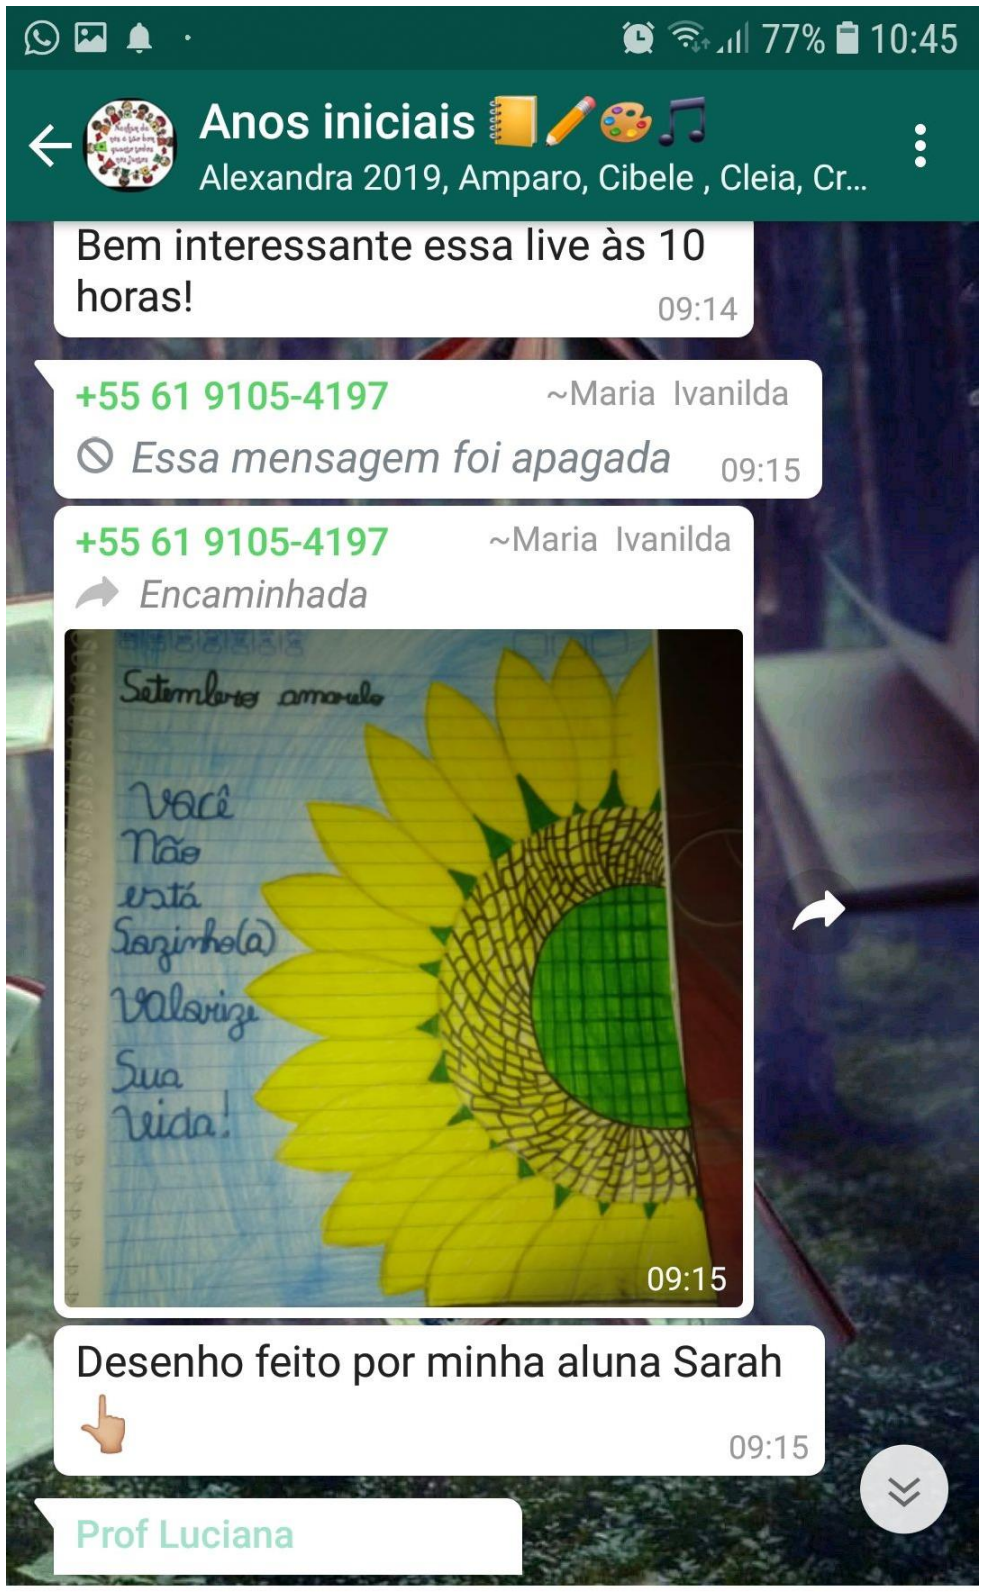 77% 10:45
Anos iniciais
Alexandra 2019, Amparo, Cibele , Cleia, Cr...
Bem interessante essa live às 10
horas!
09:14
+55 61 9105-4197 ~Maria Ivanilda
Essa mensagem foi apagada 09:15
+55 61 9105-4197 ~Maria Ivanilda
Encaminhada
Setembro amarelo
Você
Não
está
Sozinho(a)
Valorize
Sua
Vida!
09:15
Desenho feito por minha aluna Sarah
09:15
Prof Luciana